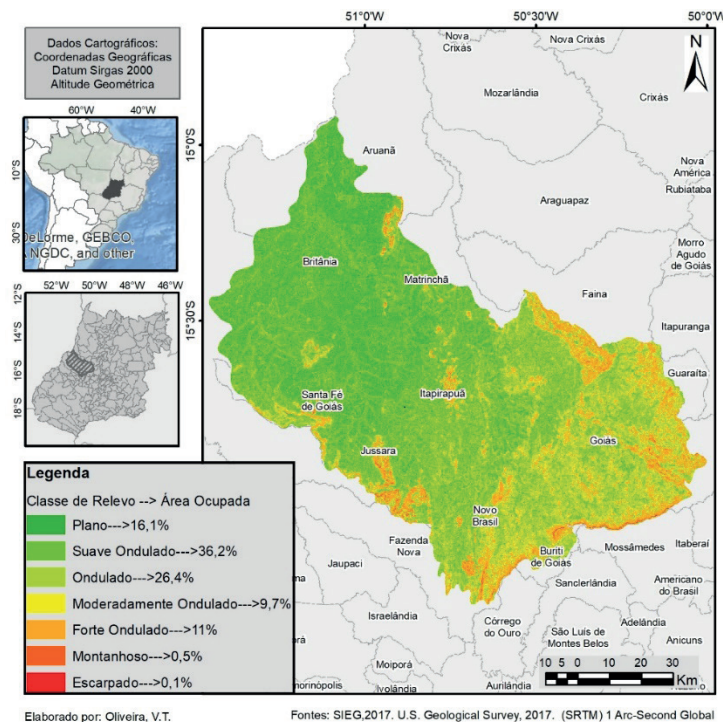 Dados Cartográficos:
Coordenadas Geográficas
Datum Sirgas 2000
Altitude Geométrica
60°W 40°W
10°S
30°S
DeLorme, GEBCO,
NGDC, and other
52°W 50°W 48°W 46°W
12°S
14°S
16°S
18°S
51°0'W 50°30'W 50°0'W
15°0'S
15°30'S
N
Nova Crixás
Nova Crixás
Mozarlândia
Crixás
Aruanã
Nova América
Rubiataba
Araguapaz
Morro Agudo de Goiás
Britânia
Matrinchã
Faina
Itapuranga
Guaraíta
Santa Fé de Goiás
Itapirapuã
Goiás
Jussara
Novo Brasil
Fazenda Nova
Buriti de Goiás
Mossâmedes
Itaberaí
Jaupaci
Sanclerlândia
Americano do Brasil
Israelândia
Córrego do Ouro
Adelândia
São Luís de Montes Belos
Anicuns
Moiporá
Ivolândia
Aurilândia
10 5 0 10 20 30
Km
Legenda
Classe de Relevo --> Área Ocupada
Plano--->16,1%
Suave Ondulado--->36,2%
Ondulado--->26,4%
Moderadamente Ondulado--->9,7%
Forte Ondulado--->11%
Montanhoso--->0,5%
Escarpado--->0,1%
Elaborado por: Oliveira, V.T.
Fontes: SIEG,2017. U.S. Geological Survey, 2017. (SRTM) 1 Arc-Second Global